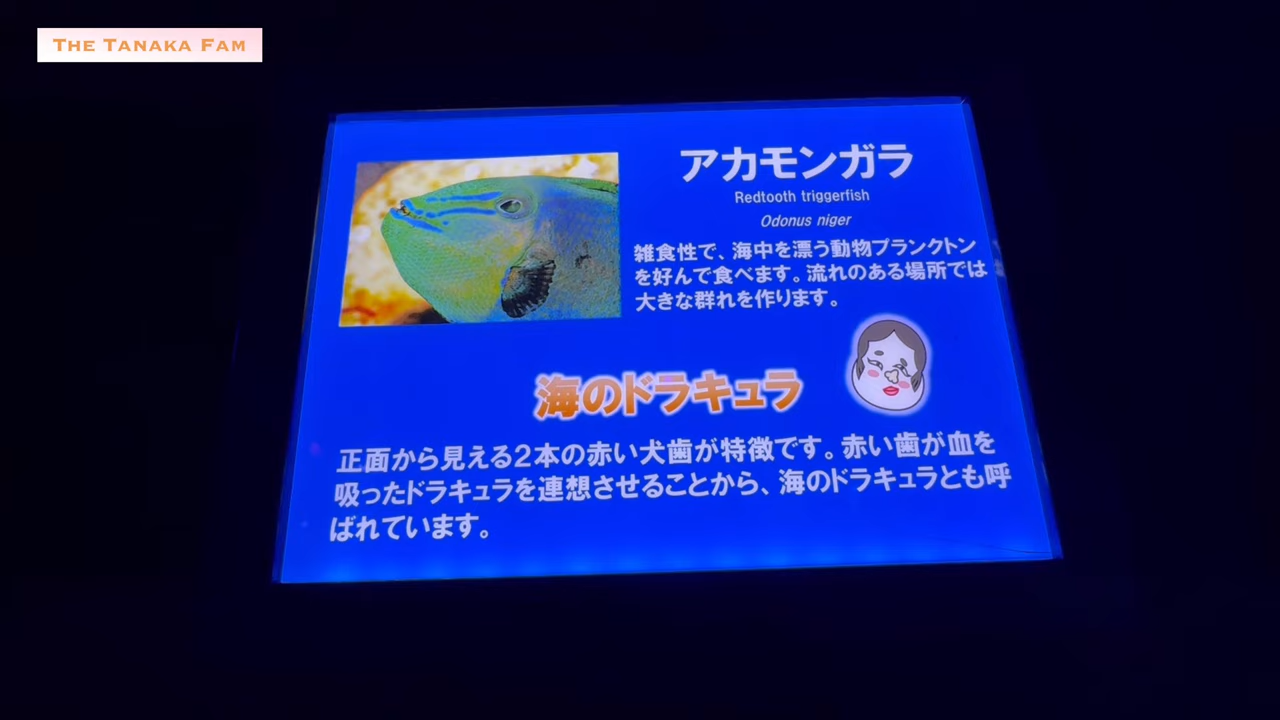 THE TANAKA FAM
アカモンガラ
Redtooth triggerfish
Odonus niger
雑食性で、海中を漂う動物プランクトン
を好んで食べます。流れのある場所では
大きな群れを作ります。
海のドラキュラ
正面から見える2本の赤い犬歯が特徴です。赤い歯が血を
吸ったドラキュラを連想させることから、海のドラキュラとも呼
ばれています。